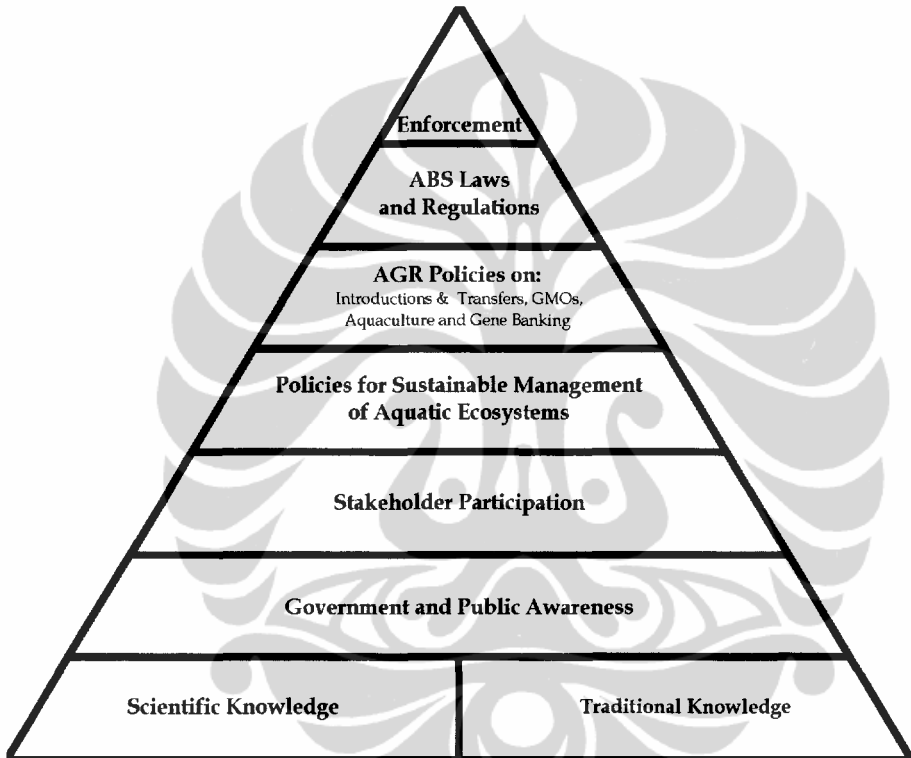 Enforcement
ABS Laws
and Regulations
AGR Policies on:
Introductions & Transfers, GMOs,
Aquaculture and Gene Banking
Policies for Sustainable Management
of Aquatic Ecosystems
Stakeholder Participation
Government and Public Awareness
Scientific Knowledge
Traditional Knowledge